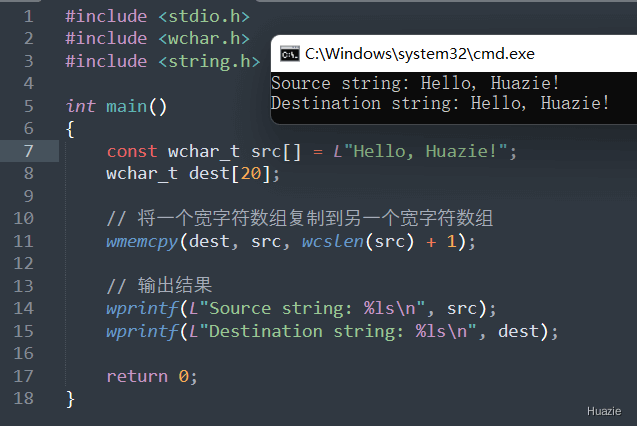 1 #include <stdio.h>
2 #include <wchar.h>
3 #include <string.h>
C:\Windows\system32\cmd.exe
Source string: Hello, Huazie!
Destination string: Hello, Huazie!
4
5 int main()
6 {
7     const wchar_t src[] = L"Hello, Huazie!";
8     wchar_t dest[20];
9
10     // 将一个宽字符数组复制到另一个宽字符数组
11     wmemcpy(dest, src, wcslen(src) + 1);
12
13     // 输出结果
14     wprintf(L"Source string: %ls\n", src);
15     wprintf(L"Destination string: %ls\n", dest);
16
17     return 0;
18 }
Huazie